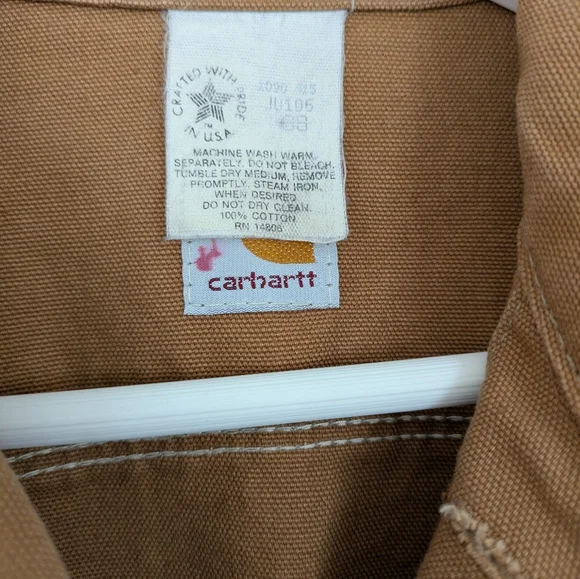 CRAFTED WITH PRIDE
IN U.S.A.
TM
MACHINE WASH WARM
SEPARATELY. DO NOT BLEACH.
TUMBLE DRY MEDIUM, REMOVE
PROMPTLY. STEAM IRON,
WHEN DESIRED
DO NOT DRY CLEAN.
100% COTTON
RN 14806
carhartt